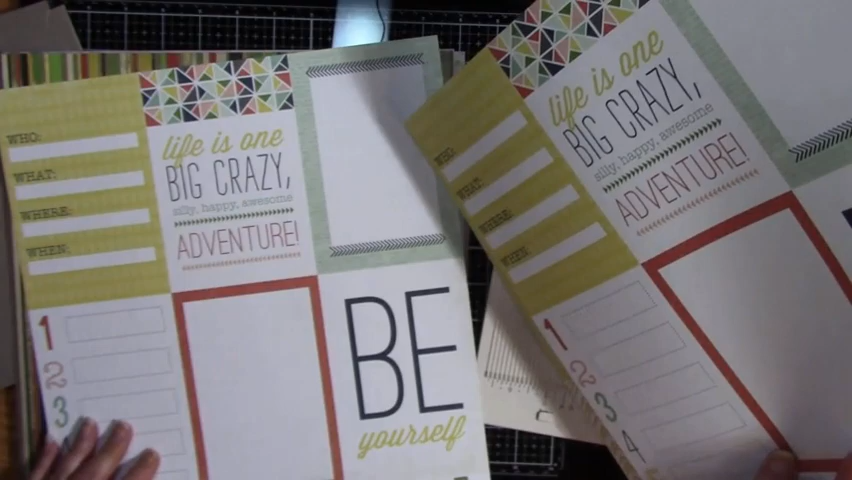 WHO:
WHAT:
WHERE:
WHEN:
life is one
BIG CRAZY,
silly, happy, awesome
ADVENTURE!
1
2
3
BE
yourself
WHO:
WHAT:
WHERE:
WHEN:
life is one
BIG CRAZY,
silly, happy, awesome
ADVENTURE!
1
2
3
4